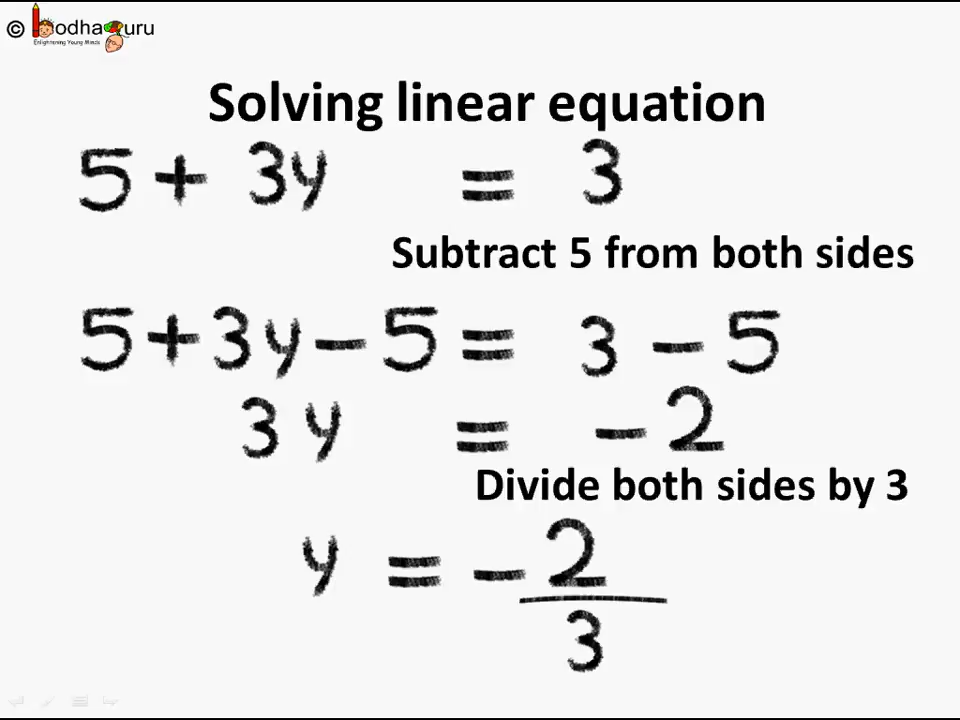 © BodhaGuru
Enlightening Young Minds
Solving linear equation
5 + 3y = 3
Subtract 5 from both sides
5 + 3y - 5 = 3 - 5
3y = - 2
Divide both sides by 3
y = - 2
3